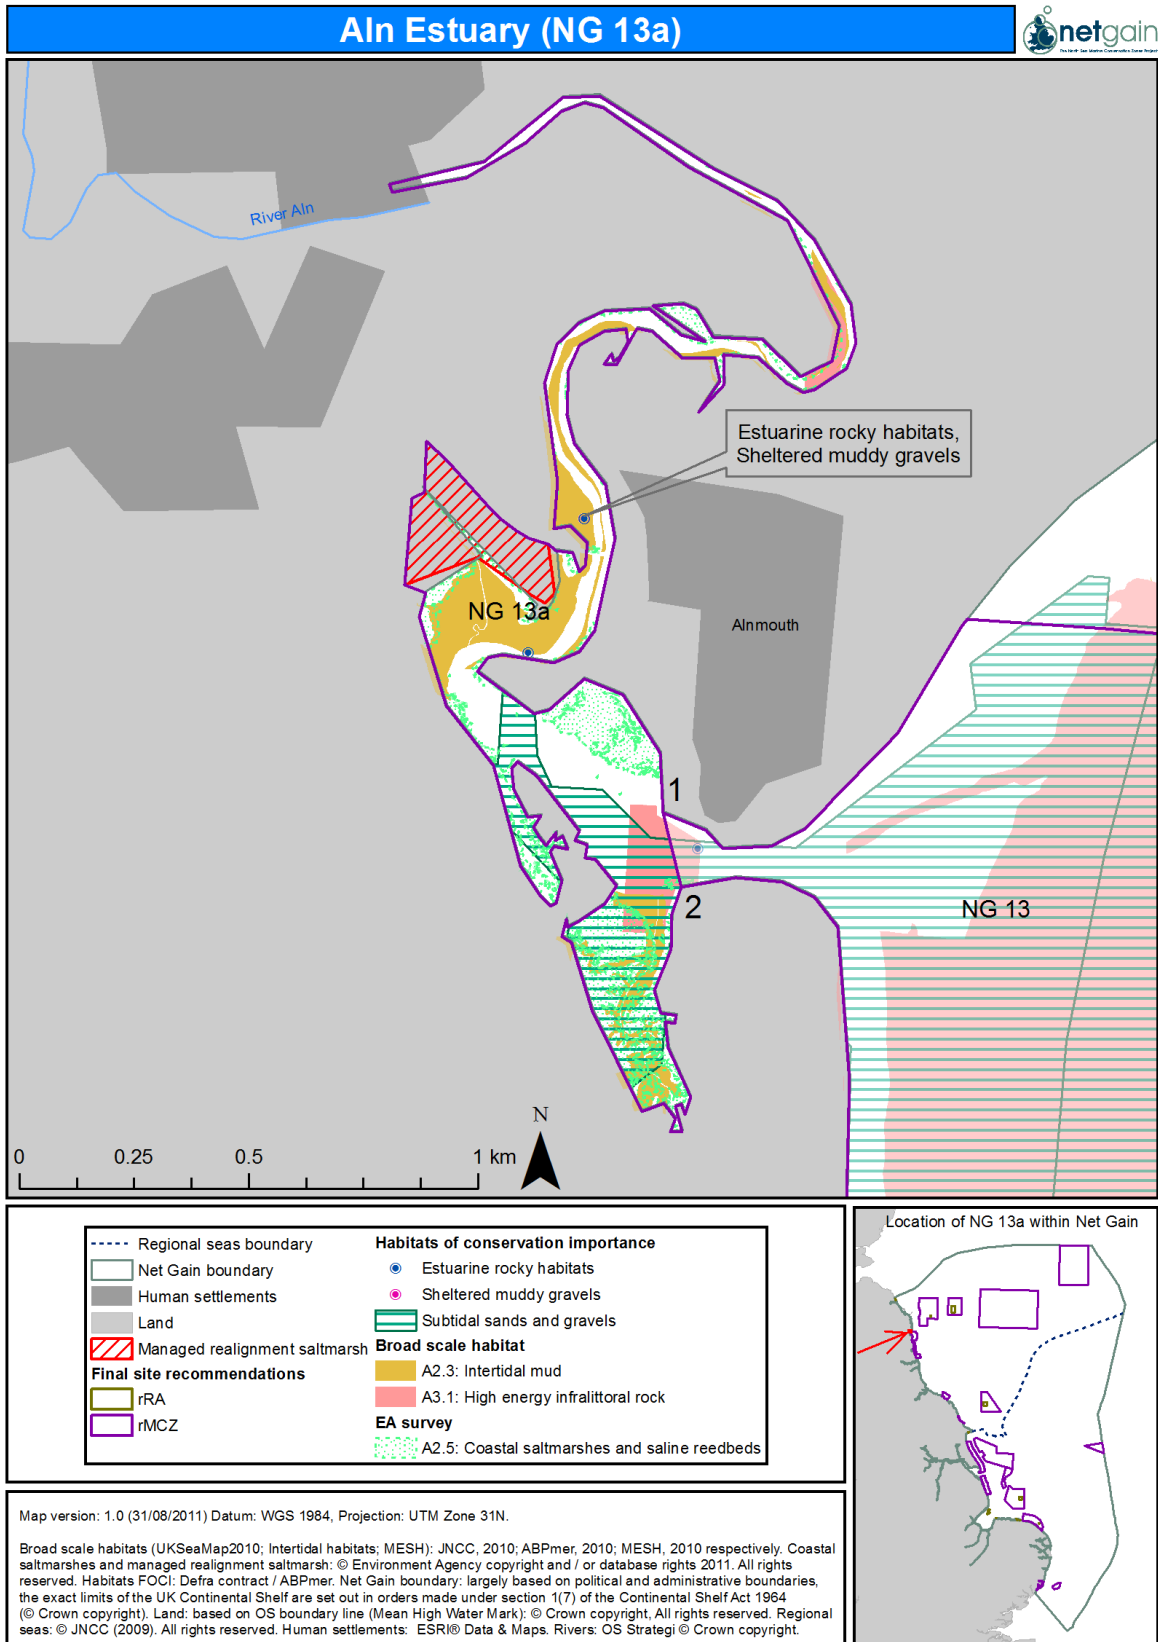 Aln Estuary (NG 13a)
netgain
The North Sea Marine Conservation Zones Project
River Aln
Estuarine rocky habitats,
Sheltered muddy gravels
NG 13a
Alnmouth
1
2
NG 13
N
0 0.25 0.5 1 km
Regional seas boundary
Net Gain boundary
Human settlements
Land
Managed realignment saltmarsh
Final site recommendations
rRA
rMCZ
Habitats of conservation importance
Estuarine rocky habitats
Sheltered muddy gravels
Subtidal sands and gravels
Broad scale habitat
A2.3: Intertidal mud
A3.1: High energy infralittoral rock
EA survey
A2.5: Coastal saltmarshes and saline reedbeds
Location of NG 13a within Net Gain
Map version: 1.0 (31/08/2011) Datum: WGS 1984, Projection: UTM Zone 31N.
Broad scale habitats (UKSeaMap2010; Intertidal habitats; MESH): JNCC, 2010; ABPmer, 2010; MESH, 2010 respectively. Coastal
saltmarshes and managed realignment saltmarsh: © Environment Agency copyright and / or database rights 2011. All rights
reserved. Habitats FOCI: Defra contract / ABPmer. Net Gain boundary: largely based on political and administrative boundaries,
the exact limits of the UK Continental Shelf are set out in orders made under section 1(7) of the Continental Shelf Act 1964
(© Crown copyright). Land: based on OS boundary line (Mean High Water Mark): © Crown copyright, All rights reserved. Regional
seas: © JNCC (2009). All rights reserved. Human settlements: ESRI® Data & Maps. Rivers: OS Strategi © Crown copyright.